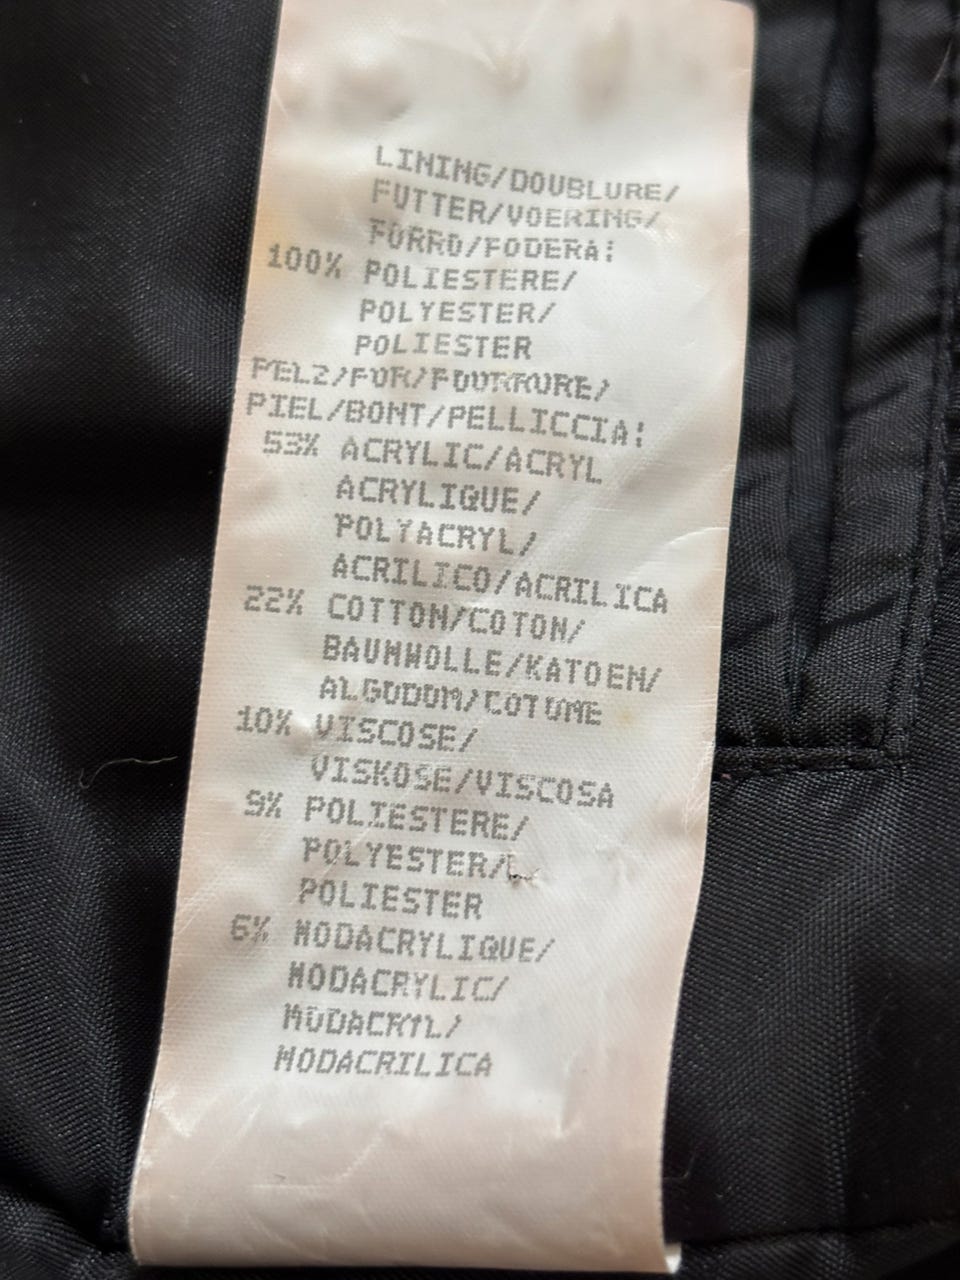 LINING/DOUBLURE/
FUTTER/VOERING/
FORRO/FODERA:
100% POLIESTERE/
POLYESTER/
POLIESTER
PELZ/FUR/FOURRURE/
PIEL/BONT/PELLICCIA:
53% ACRYLIC/ACRYL
ACRYLIQUE/
POLYACRYL/
ACRILICO/ACRILICA
22% COTTON/COTON/
BAUMWOLLE/KATOEN/
ALGODON/COTONE
10% VISCOSE/
VISKOSE/VISCOSA
9% POLIESTERE/
POLYESTER/
POLIESTER
6% MODACRYLIQUE/
MODACRYLIC/
MODACRYL/
MODACRILICA